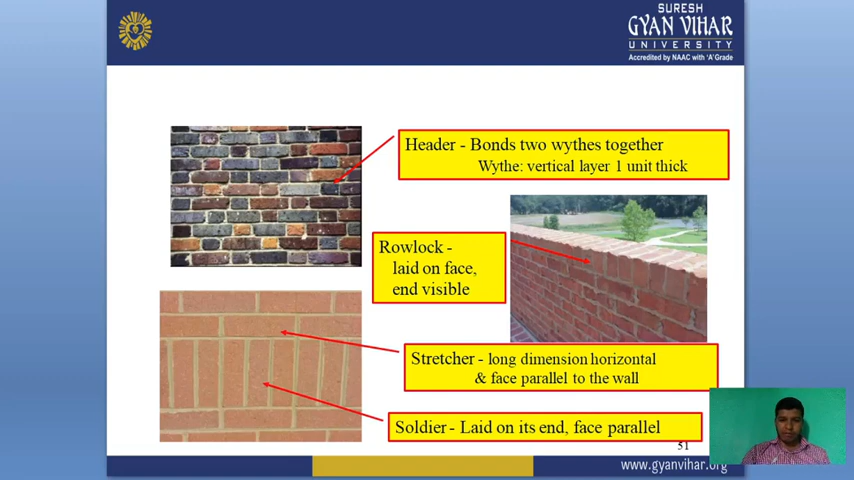 SURESH
GYAN VIHAR
UNIVERSITY
Accredited by NAAC with 'A' Grade
Header - Bonds two wythes together
Wythe: vertical layer 1 unit thick
Rowlock -
laid on face,
end visible
Stretcher - long dimension horizontal
& face parallel to the wall
Soldier - Laid on its end, face parallel
51
www.gyanvihar.org